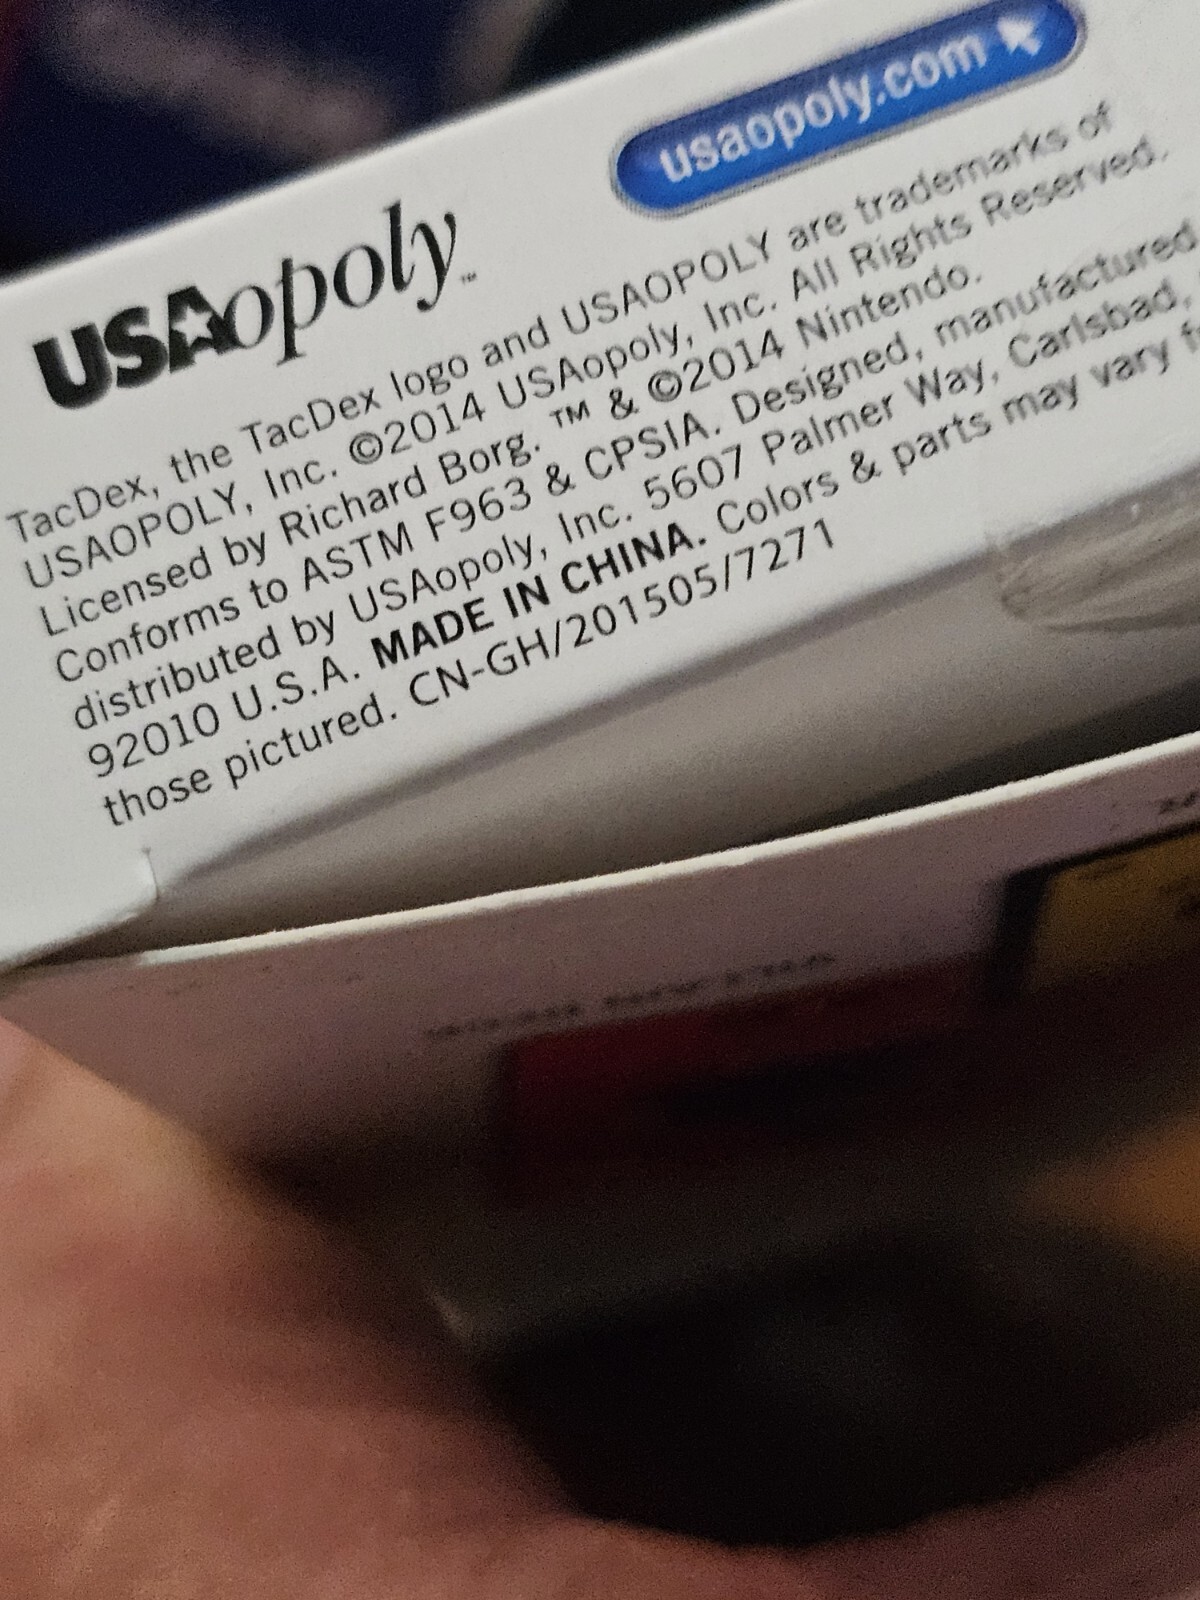 usaopoly.com
USAopoly™
TacDex, the TacDex logo and USAOPOLY are trademarks of
USAOPOLY, Inc. ©2014 USAopoly, Inc. All Rights Reserved.
Licensed by Richard Borg. ™ & ©2014 Nintendo.
Conforms to ASTM F963 & CPSIA. Designed, manufactured
distributed by USAopoly, Inc. 5607 Palmer Way, Carlsbad,
92010 U.S.A. MADE IN CHINA. Colors & parts may vary
those pictured. CN-GH/201505/7271